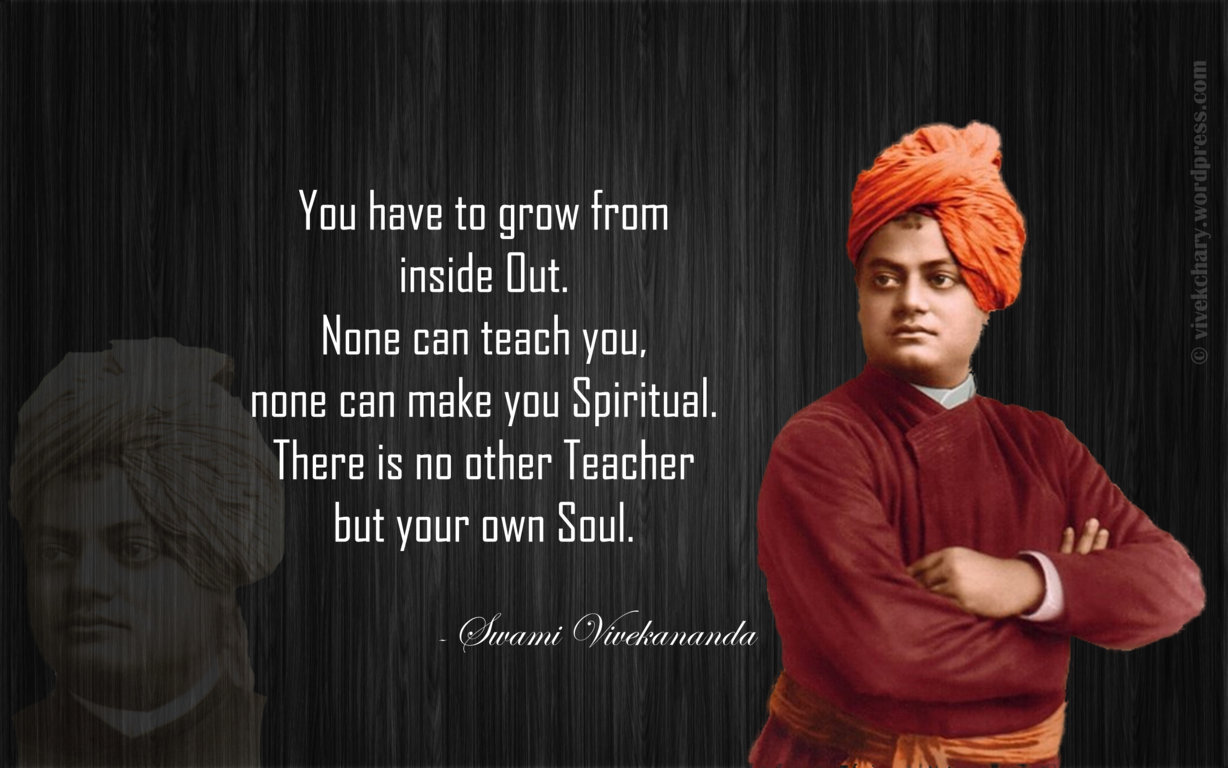 You have to grow from
inside Out.
None can teach you,
none can make you Spiritual.
There is no other Teacher
but your own Soul.
- Swami Vivekananda
© vivekchary.wordpress.com